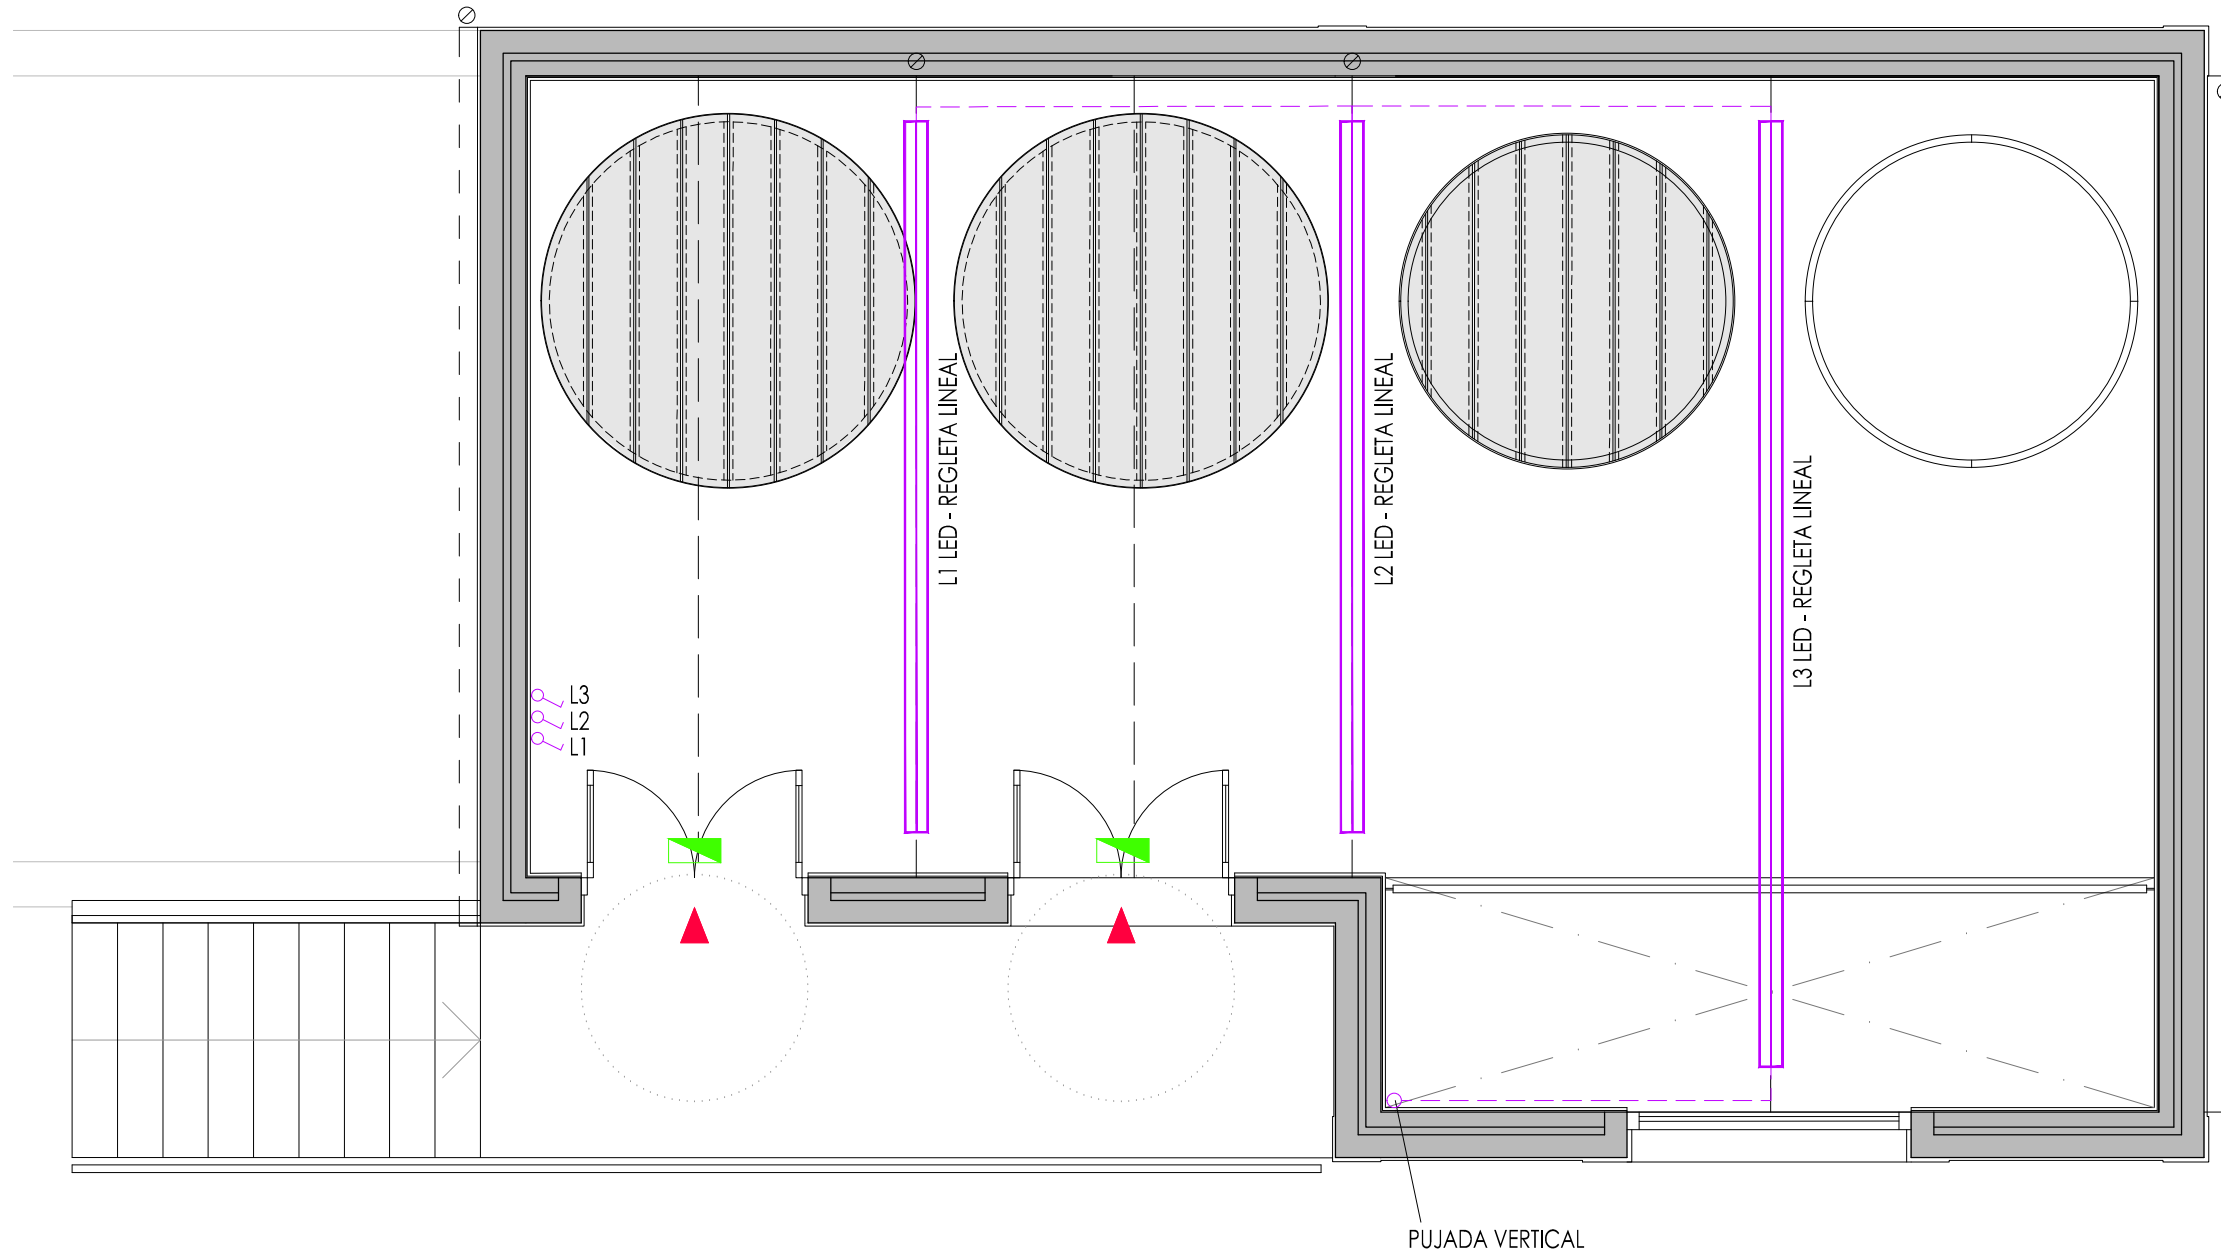 L1 LED - REGLETA LINEAL
L2 LED - REGLETA LINEAL
L3 LED - REGLETA LINEAL
L3
L2
L1
PUJADA VERTICAL